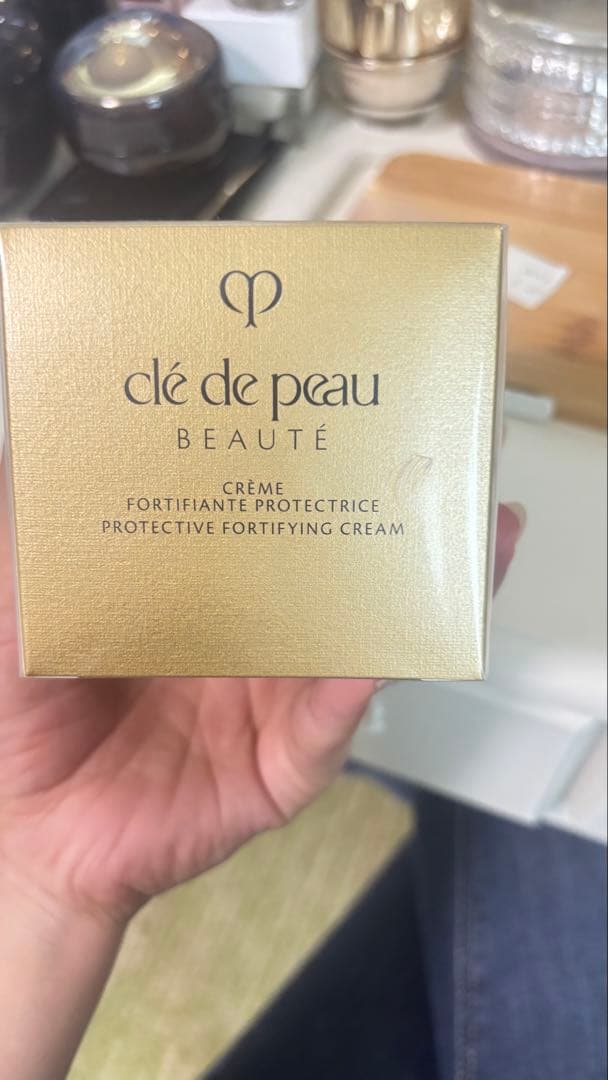 clé de peau
BEAUTÉ
CRÈME
FORTIFIANTE PROTECTRICE
PROTECTIVE FORTIFYING CREAM